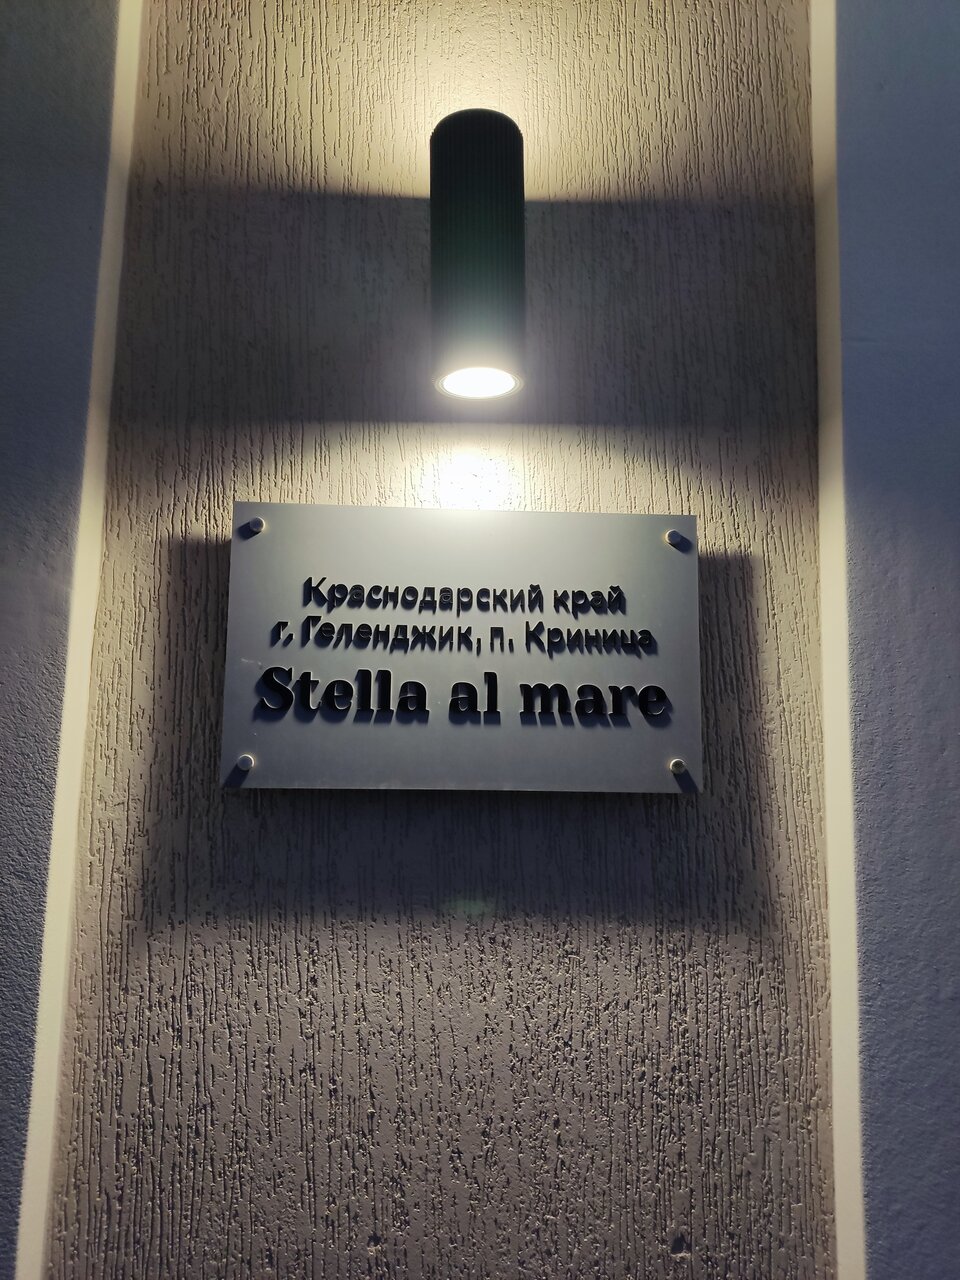 Краснодарский край
г. Геленджик, п. Криница
Stella al mare